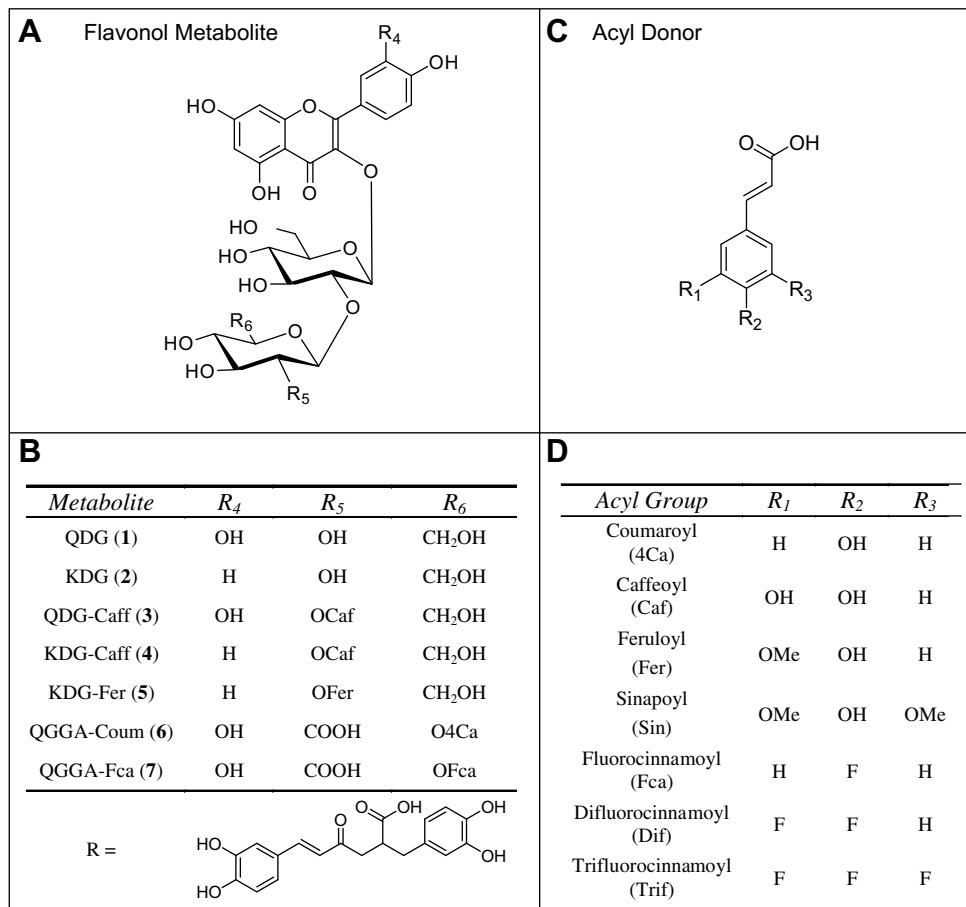 A Flavonol Metabolite
R4
OH
HO
O
OH
O
O
HO
HO
HO
O
O
R6
HO
HO
O
R5
C Acyl Donor
O
OH
R1
R2
R3
B
Metabolite R4 R5 R6
QDG (1) OH OH CH2OH
KDG (2) H OH CH2OH
QDG-Caff (3) OH OCaf CH2OH
KDG-Caff (4) H OCaf CH2OH
KDG-Fer (5) H OFer CH2OH
QGGA-Coum (6) OH COOH O4Ca
QGGA-Fca (7) OH COOH OFca
R =
HO
HO
O
O
OH
OH
OH
D
Acyl Group R1 R2 R3
Coumaroyl
(4Ca) H OH H
Caffeoyl
(Caf) OH OH H
Feruloyl
(Fer) OMe OH H
Sinapoyl
(Sin) OMe OH OMe
Fluorocinnamoyl
(Fca) H F H
Difluorocinnamoyl
(Dif) F F H
Trifluorocinnamoyl
(Trif) F F F